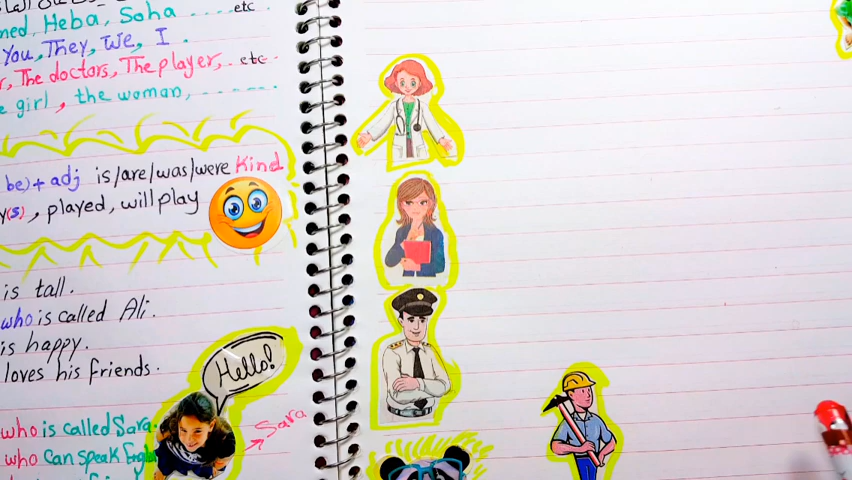 Heba, Soha ....... etc
You, They, We, I.
The doctors, The player, . etc
girl, the woman, ------
be) + adj is/are/was/were Kind
(s), played, will play
is tall.
who is called Ali.
is happy.
loves his friends.
Hello!
who is called Sara.
Sara
who can speak